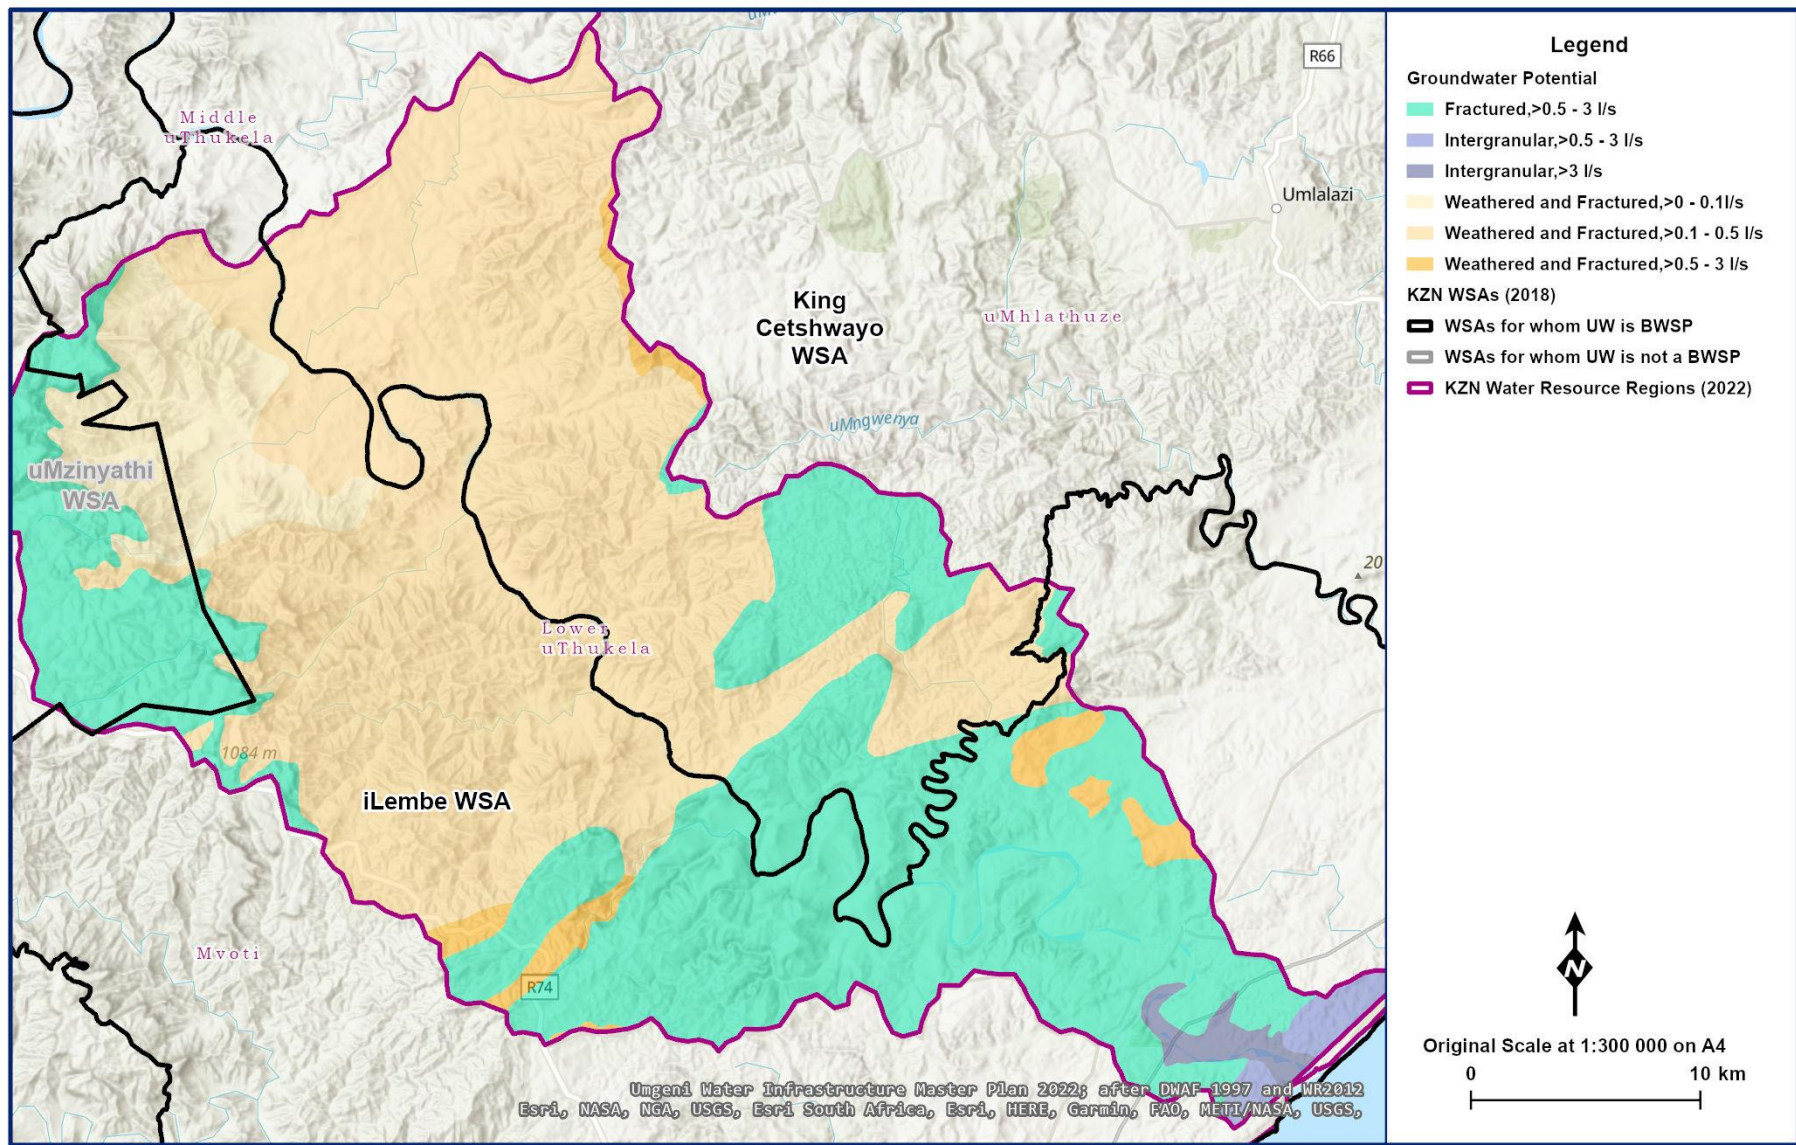 R66
Middle
uThukela
Umlalazi
King
Cetshwayo
WSA
uMhlathuze
uMngwenya
uMzinyathi
WSA
20
Lower
uThukela
1084 m
iLembe WSA
Mvoti
R74
Umgeni Water Infrastructure Master Plan 2022; after DWAF 1997 and WR2012
Esri, NASA, NGA, USGS, Esri South Africa, Esri, HERE, Garmin, FAO, METI/NASA, USGS,
Legend
Groundwater Potential
Fractured,>0.5 - 3 l/s
Intergranular,>0.5 - 3 l/s
Intergranular,>3 l/s
Weathered and Fractured,>0 - 0.1l/s
Weathered and Fractured,>0.1 - 0.5 l/s
Weathered and Fractured,>0.5 - 3 l/s
KZN WSAs (2018)
WSAs for whom UW is BWSP
WSAs for whom UW is not a BWSP
KZN Water Resource Regions (2022)
N
Original Scale at 1:300 000 on A4
0 10 km